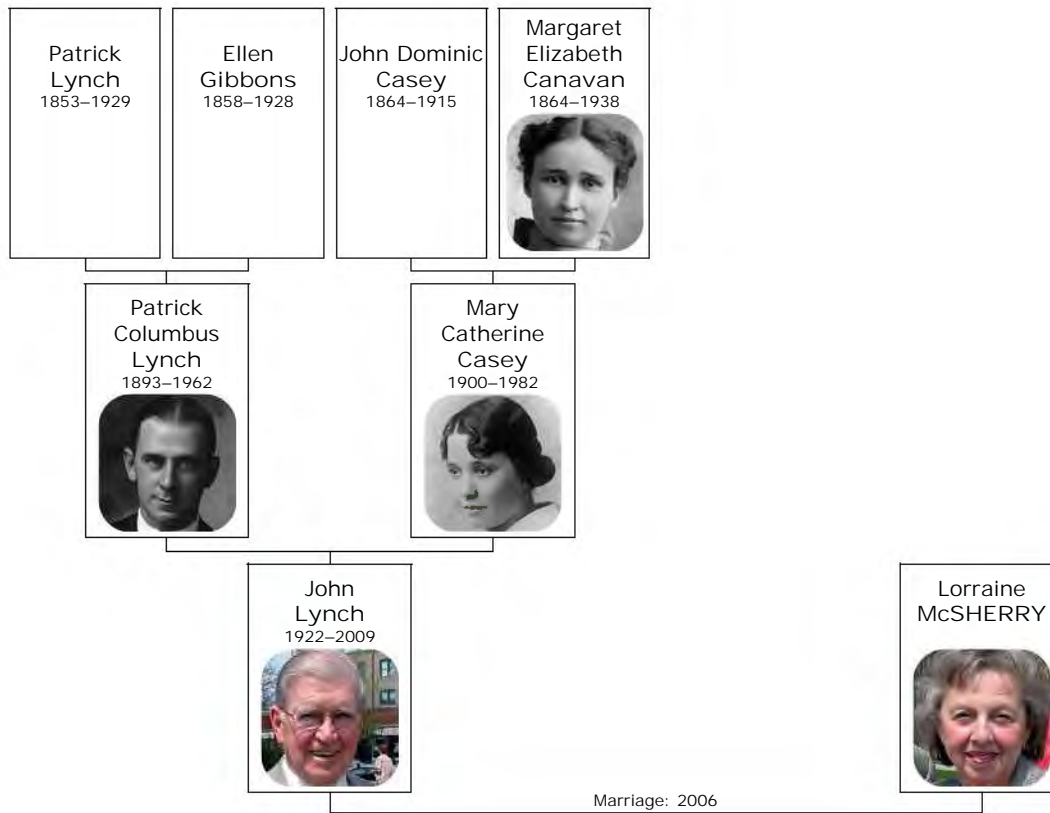 Patrick
Lynch
1853–1929
Ellen
Gibbons
1858–1928
John Dominic
Casey
1864–1915
Margaret
Elizabeth
Canavan
1864–1938
Patrick
Columbus
Lynch
1893–1962
Mary
Catherine
Casey
1900–1982
John
Lynch
1922–2009
Lorraine
McSHERRY
Marriage: 2006